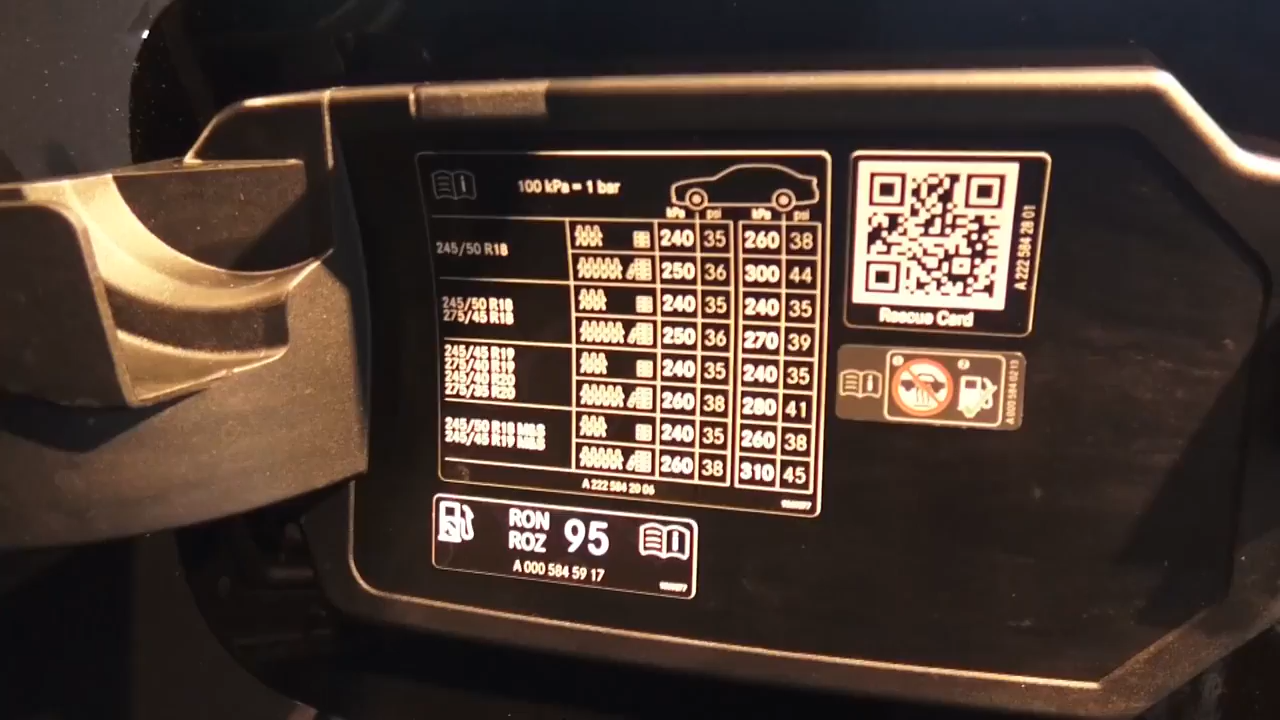 100 kPa = 1 bar
kPa psi kPa psi
245/50 R18
240 35 260 38
250 36 300 44
245/50 R18
275/45 R18
240 35 240 35
250 36 270 39
245/45 R19
275/40 R19
245/40 R20
275/35 R20
240 35 240 35
260 38 280 41
245/50 R18 M&S
245/45 R19 M&S
240 35 260 38
260 38 310 45
A 222 584 20 06
Rescue Card
A 222 584 28 01
A 000 584 02 13
RON
ROZ 95
A 000 584 59 17